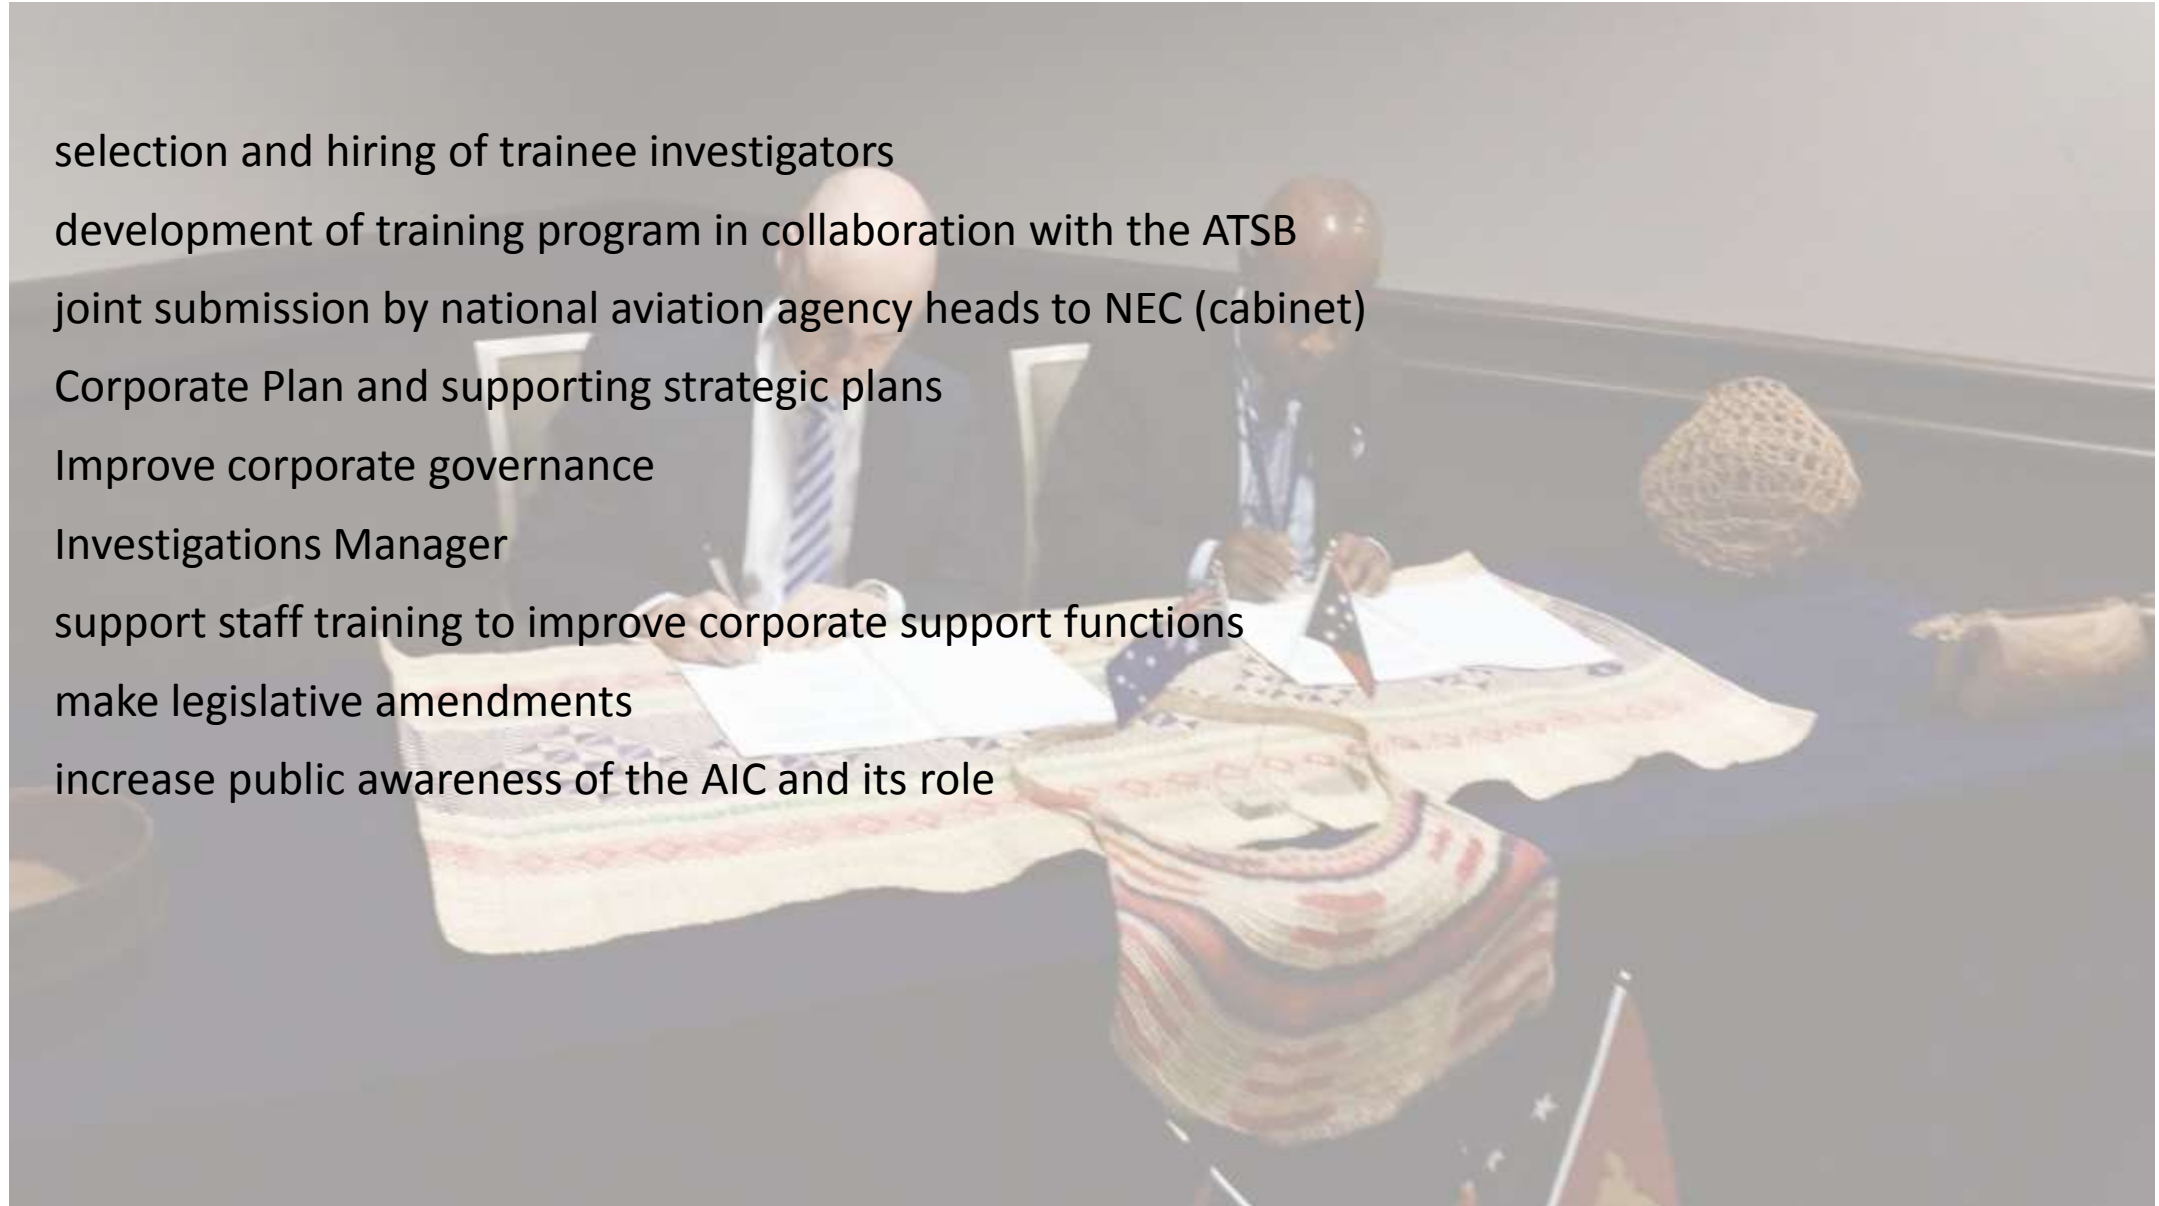 selection and hiring of trainee investigators
development of training program in collaboration with the ATSB
joint submission by national aviation agency heads to NEC (cabinet)
Corporate Plan and supporting strategic plans
Improve corporate governance
Investigations Manager
support staff training to improve corporate support functions
make legislative amendments
increase public awareness of the AIC and its role